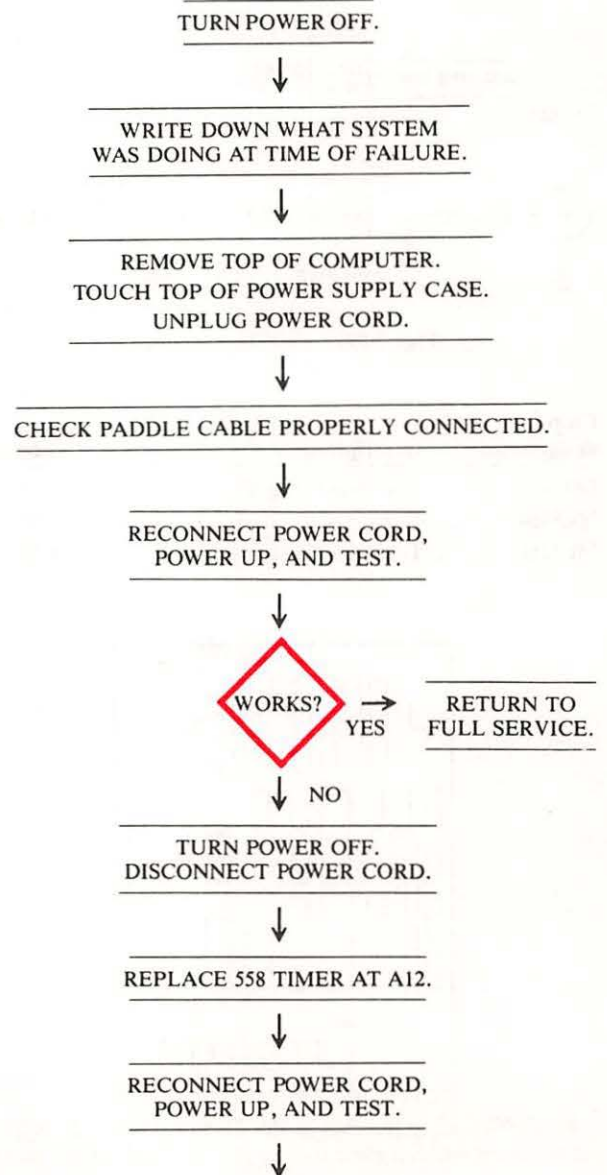 TURN POWER OFF.
WRITE DOWN WHAT SYSTEM
WAS DOING AT TIME OF FAILURE.
REMOVE TOP OF COMPUTER.
TOUCH TOP OF POWER SUPPLY CASE.
UNPLUG POWER CORD.
CHECK PADDLE CABLE PROPERLY CONNECTED.
RECONNECT POWER CORD,
POWER UP, AND TEST.
WORKS?
YES
RETURN TO
FULL SERVICE.
NO
TURN POWER OFF.
DISCONNECT POWER CORD.
REPLACE 558 TIMER AT A12.
RECONNECT POWER CORD,
POWER UP, AND TEST.